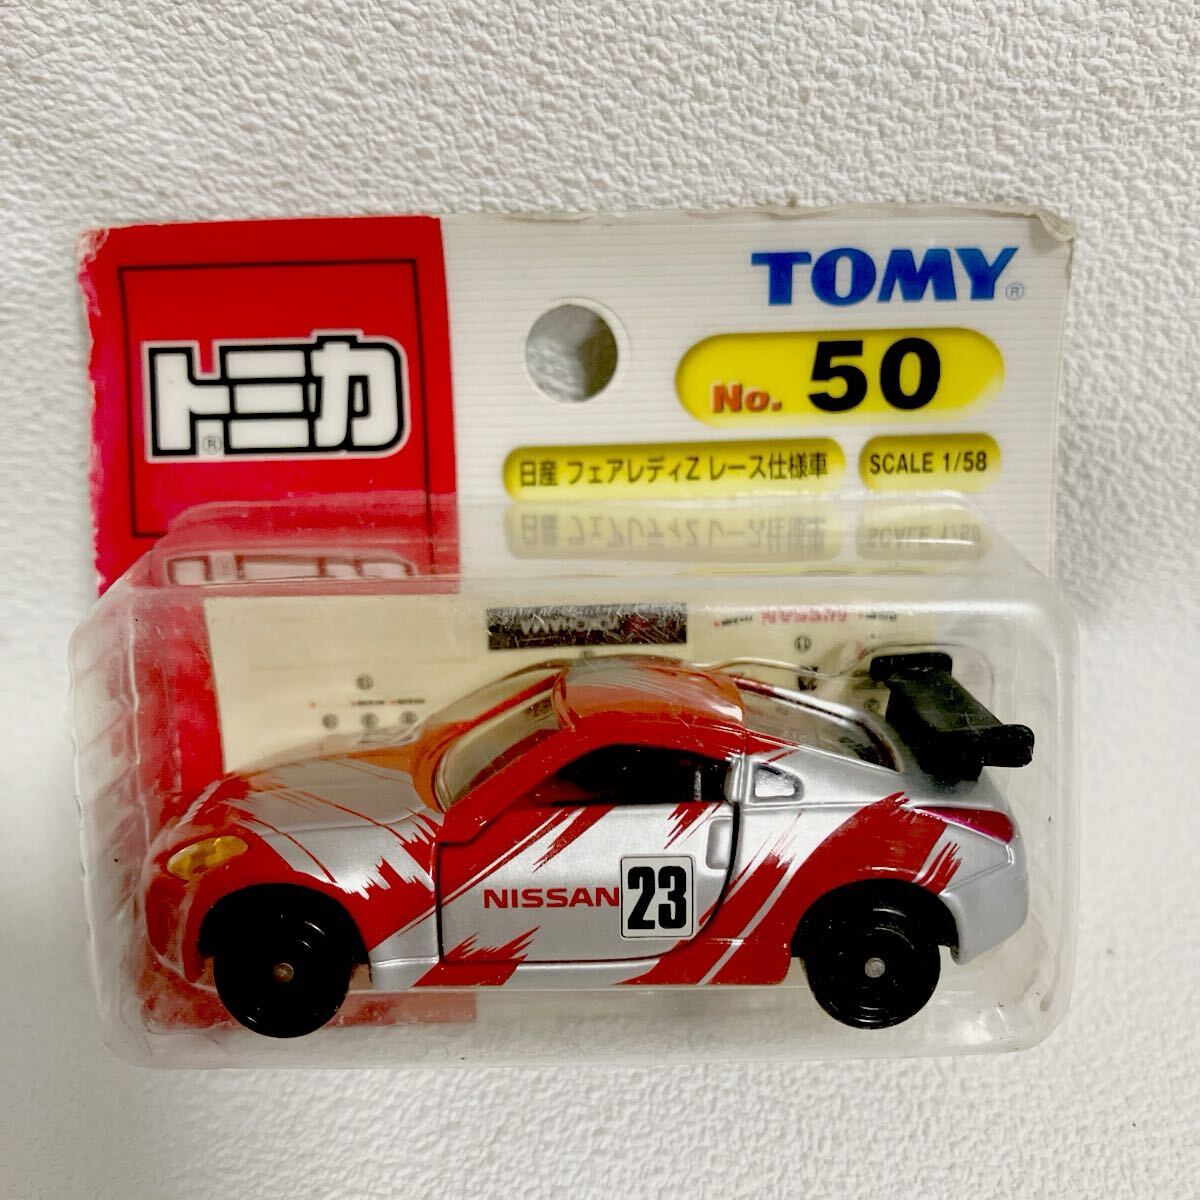 トミカ®
TOMY®
No. 50
日産 フェアレディZ レース仕様車
SCALE 1/58
NISSAN 23